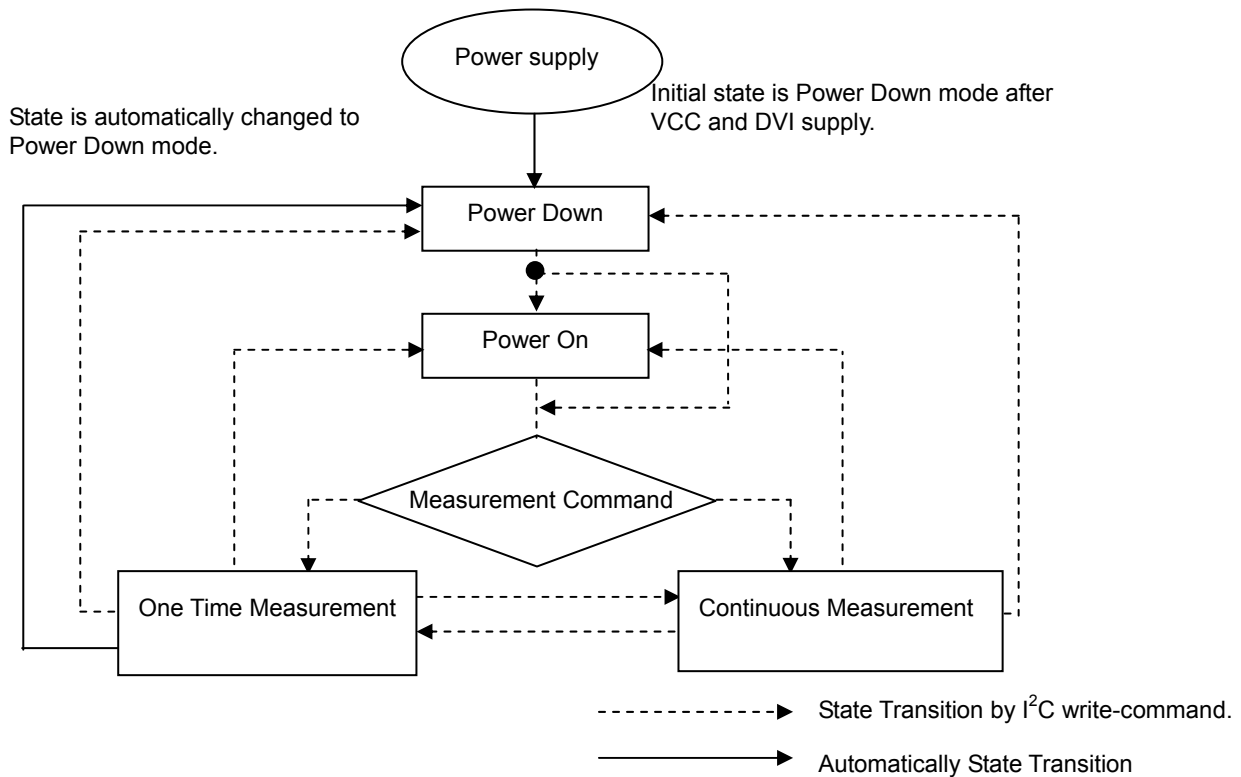 Power supply
Initial state is Power Down mode after
VCC and DVI supply.
State is automatically changed to
Power Down mode.
Power Down
Power On
Measurement Command
One Time Measurement
Continuous Measurement
State Transition by I²C write-command.
Automatically State Transition